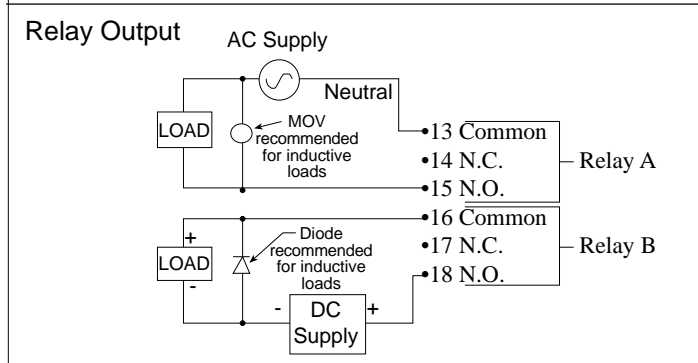 Relay Output
AC Supply
Neutral
LOAD
MOV
recommended
for inductive
loads
13 Common
14 N.C.
15 N.O.
Relay A
16 Common
17 N.C.
18 N.O.
Relay B
+
LOAD
-
Diode
recommended
for inductive
loads
- DC +
Supply